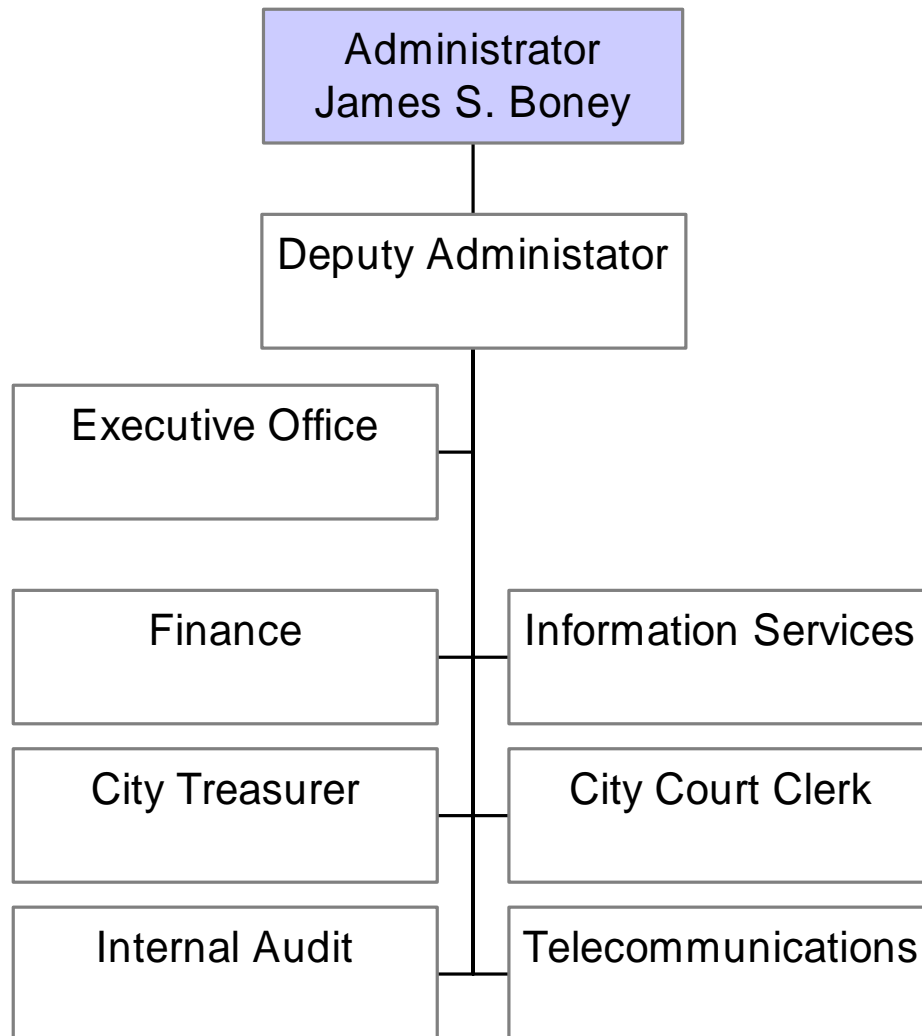 Administrator
James S. Boney
Deputy Administator
Executive Office
Finance
Information Services
City Treasurer
City Court Clerk
Internal Audit
Telecommunications